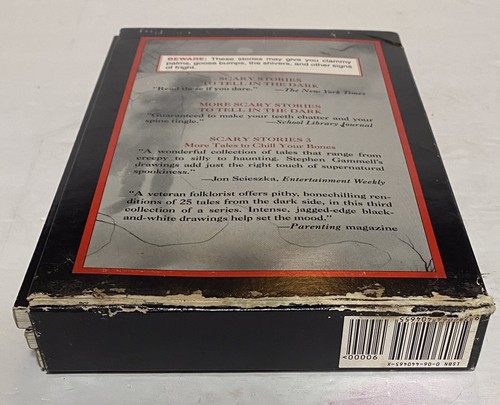 BEWARE: These stories may give you clammy
palms, goose bumps, the shivers, and other signs
of fright.
SCARY STORIES
TO TELL IN THE DARK
"Read these if you dare." —The New York Times
MORE SCARY STORIES
TO TELL IN THE DARK
"Guaranteed to make your teeth chatter and your
spine tingle." —School Library Journal
SCARY STORIES 3
More Tales to Chill Your Bones
"A wonderful collection of tales that range from
creepy to silly to haunting. Stephen Gammell's
drawings add just the right touch of supernatural
spookiness."
—Jon Scieszka, Entertainment Weekly
"A veteran folklorist offers pithy, bonechilling ren-
ditions of 25 tales from the dark side, in this third
collection of a series. Intense, jagged-edge black-
and-white drawings help set the mood."
—Parenting magazine
90000>
ISBN 0-06-440465-X